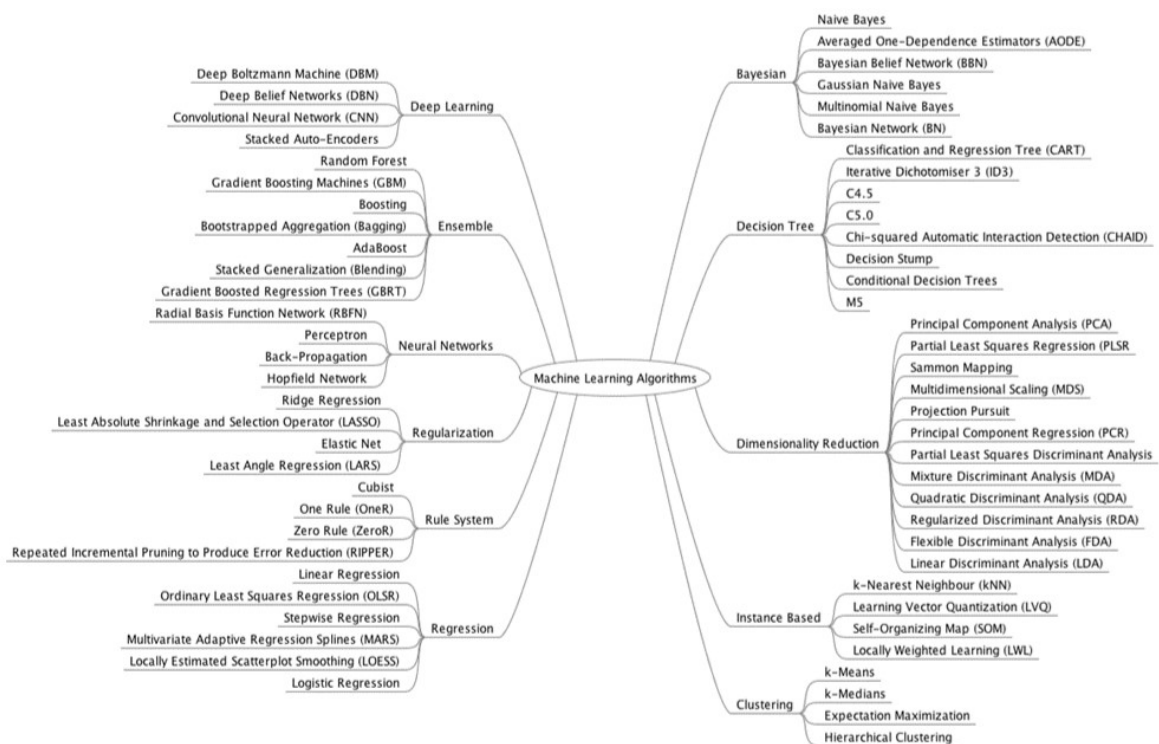 Machine Learning Algorithms
Deep Learning
Deep Boltzmann Machine (DBM)
Deep Belief Networks (DBN)
Convolutional Neural Network (CNN)
Stacked Auto-Encoders
Ensemble
Random Forest
Gradient Boosting Machines (GBM)
Boosting
Bootstrapped Aggregation (Bagging)
AdaBoost
Stacked Generalization (Blending)
Gradient Boosted Regression Trees (GBRT)
Neural Networks
Radial Basis Function Network (RBFN)
Perceptron
Back-Propagation
Hopfield Network
Regularization
Ridge Regression
Least Absolute Shrinkage and Selection Operator (LASSO)
Elastic Net
Least Angle Regression (LARS)
Rule System
Cubist
One Rule (OneR)
Zero Rule (ZeroR)
Repeated Incremental Pruning to Produce Error Reduction (RIPPER)
Regression
Linear Regression
Ordinary Least Squares Regression (OLSR)
Stepwise Regression
Multivariate Adaptive Regression Splines (MARS)
Locally Estimated Scatterplot Smoothing (LOESS)
Logistic Regression
Bayesian
Naive Bayes
Averaged One-Dependence Estimators (AODE)
Bayesian Belief Network (BBN)
Gaussian Naive Bayes
Multinomial Naive Bayes
Bayesian Network (BN)
Decision Tree
Classification and Regression Tree (CART)
Iterative Dichotomiser 3 (ID3)
C4.5
C5.0
Chi-squared Automatic Interaction Detection (CHAID)
Decision Stump
Conditional Decision Trees
M5
Dimensionality Reduction
Principal Component Analysis (PCA)
Partial Least Squares Regression (PLSR
Sammon Mapping
Multidimensional Scaling (MDS)
Projection Pursuit
Principal Component Regression (PCR)
Partial Least Squares Discriminant Analysis
Mixture Discriminant Analysis (MDA)
Quadratic Discriminant Analysis (QDA)
Regularized Discriminant Analysis (RDA)
Flexible Discriminant Analysis (FDA)
Linear Discriminant Analysis (LDA)
Instance Based
k-Nearest Neighbour (kNN)
Learning Vector Quantization (LVQ)
Self-Organizing Map (SOM)
Locally Weighted Learning (LWL)
Clustering
k-Means
k-Medians
Expectation Maximization
Hierarchical Clustering